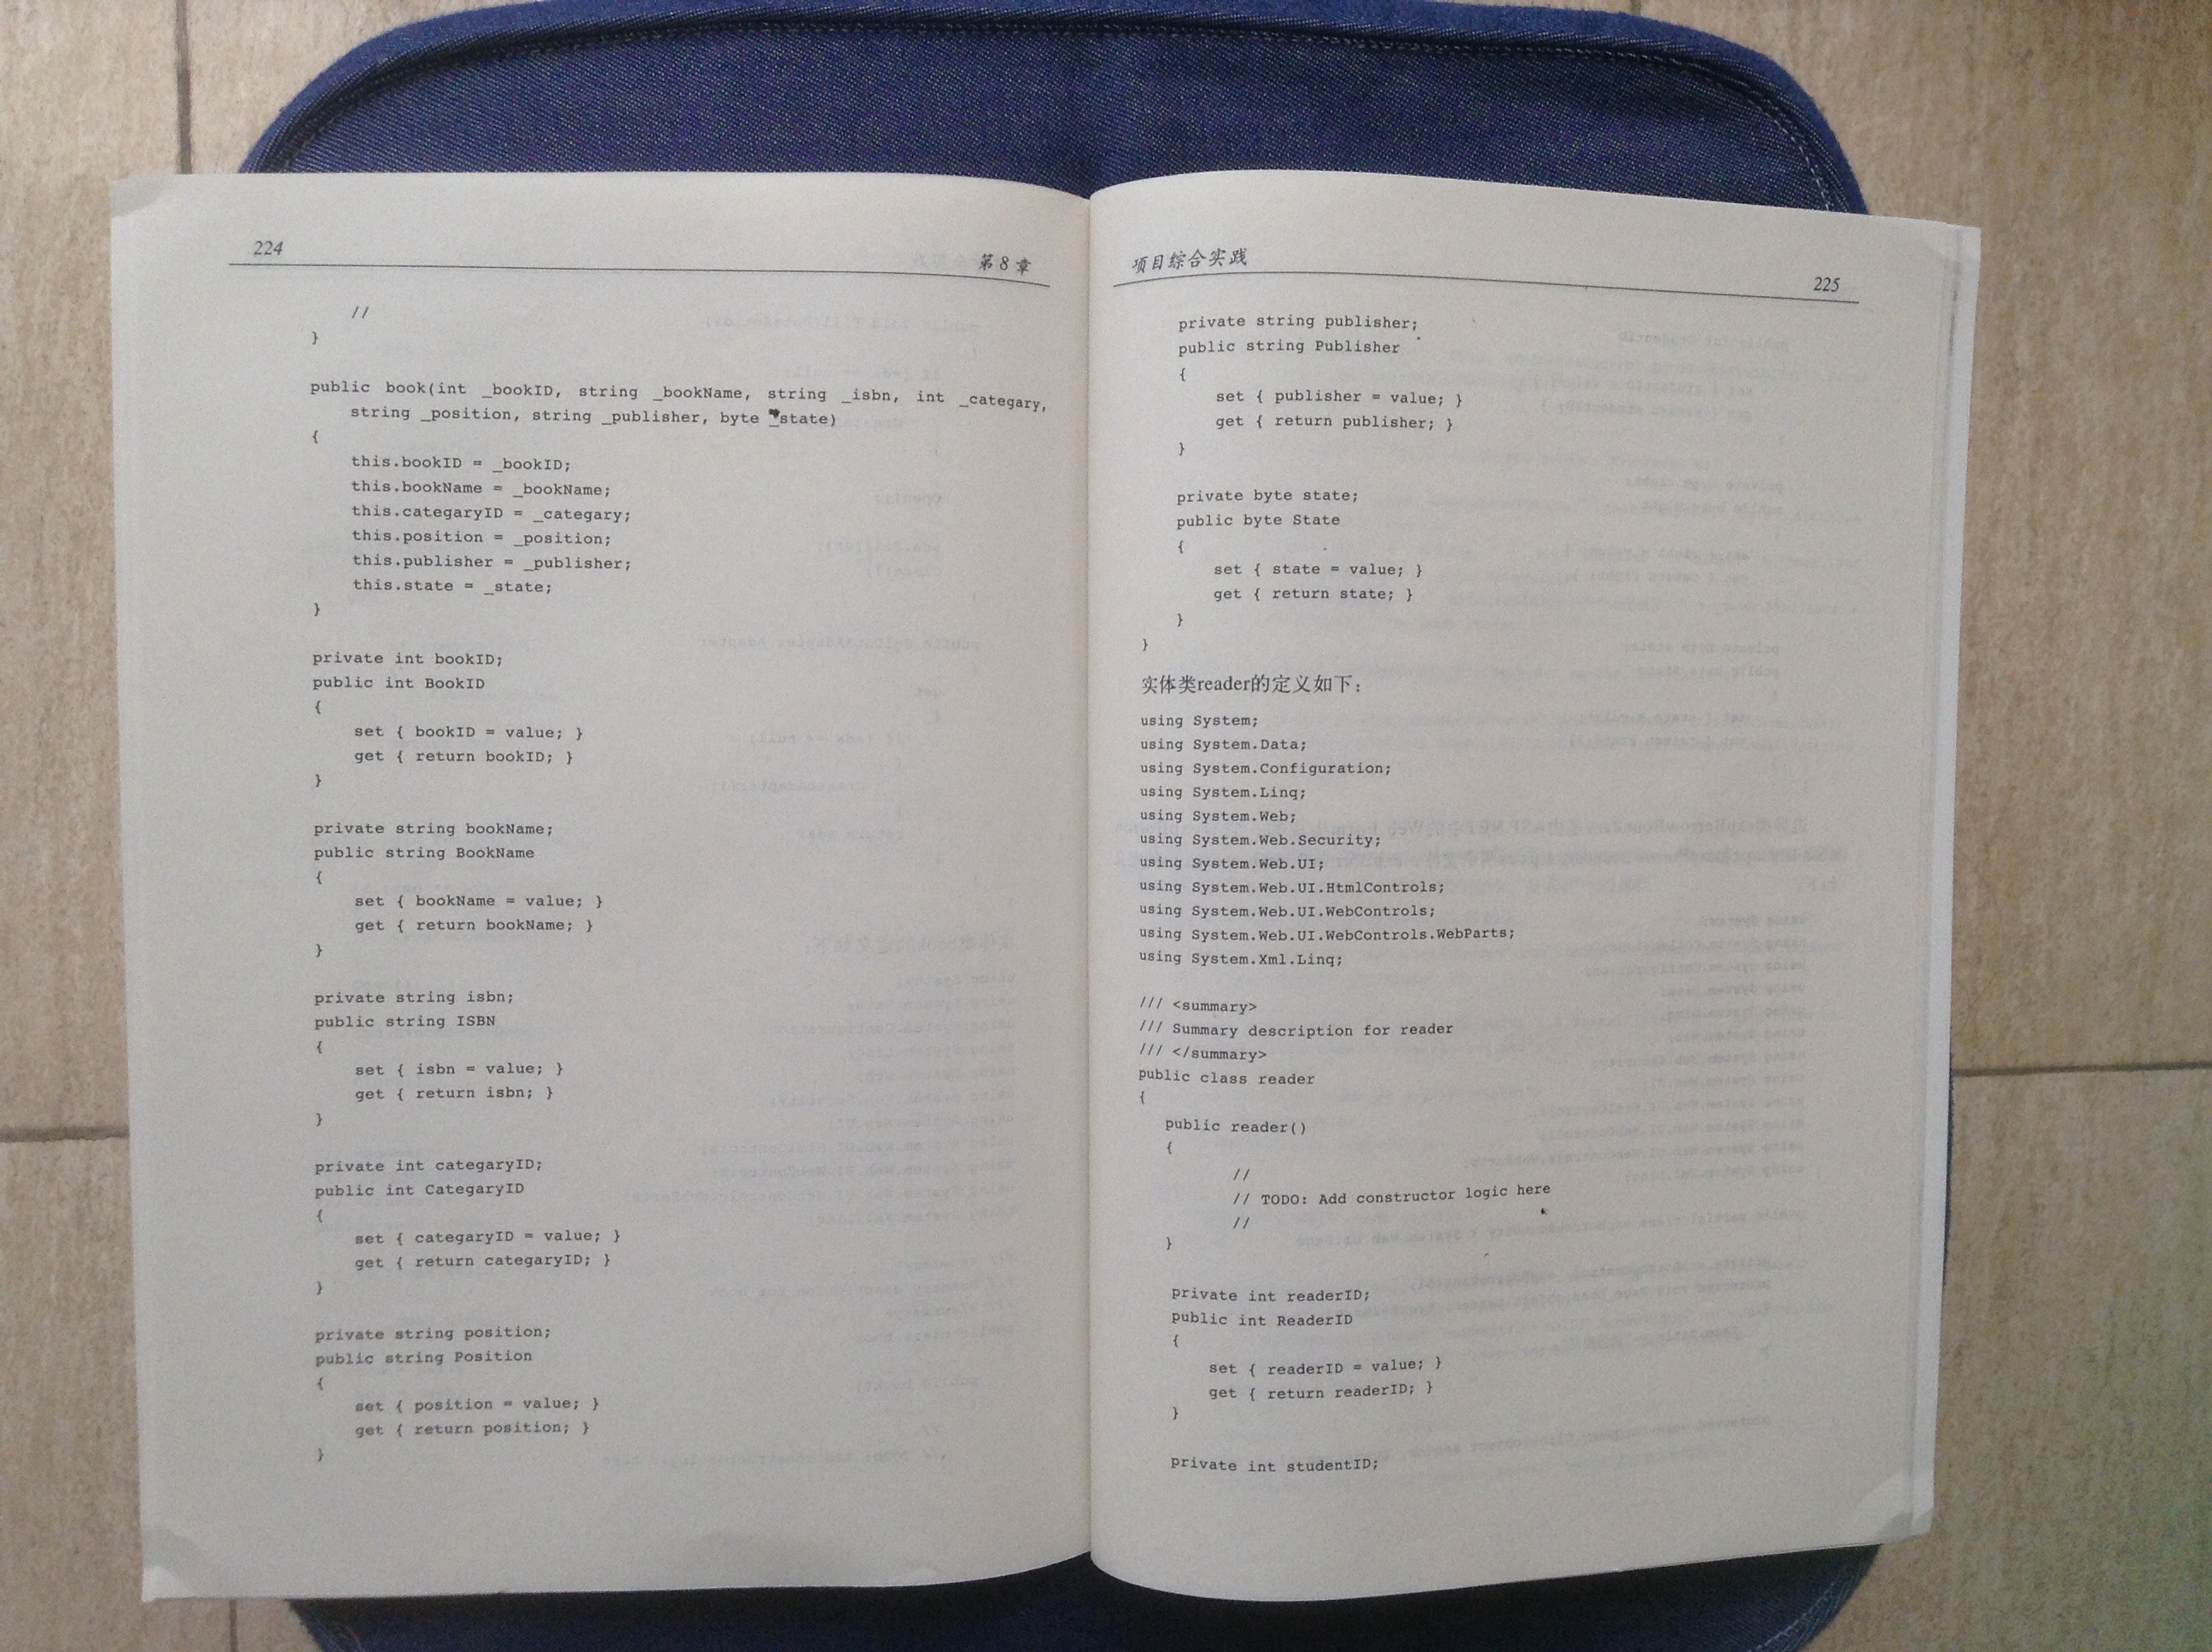 224
第8章
//
}
public book(int _bookID, string _bookName, string _isbn, int _categary,
string _position, string _publisher, byte _state)
{
this.bookID = _bookID;
this.bookName = _bookName;
this.categaryID = _categary;
this.position = _position;
this.publisher = _publisher;
this.state = _state;
}
private int bookID;
public int BookID
{
set { bookID = value; }
get { return bookID; }
}
private string bookName;
public string BookName
{
set { bookName = value; }
get { return bookName; }
}
private string isbn;
public string ISBN
{
set { isbn = value; }
get { return isbn; }
}
private int categaryID;
public int CategaryID
{
set { categaryID = value; }
get { return categaryID; }
}
private string position;
public string Position
{
set { position = value; }
get { return position; }
}
项目综合实践
225
private string publisher;
public string Publisher
{
set { publisher = value; }
get { return publisher; }
}
private byte state;
public byte State
{
set { state = value; }
get { return state; }
}
}
实体类reader的定义如下：
using System;
using System.Data;
using System.Configuration;
using System.Linq;
using System.Web;
using System.Web.Security;
using System.Web.UI;
using System.Web.UI.HtmlControls;
using System.Web.UI.WebControls;
using System.Web.UI.WebControls.WebParts;
using System.Xml.Linq;
/// <summary>
/// Summary description for reader
/// </summary>
public class reader
{
public reader()
{
//
// TODO: Add constructor logic here
//
}
private int readerID;
public int ReaderID
{
set { readerID = value; }
get { return readerID; }
}
private int studentID;